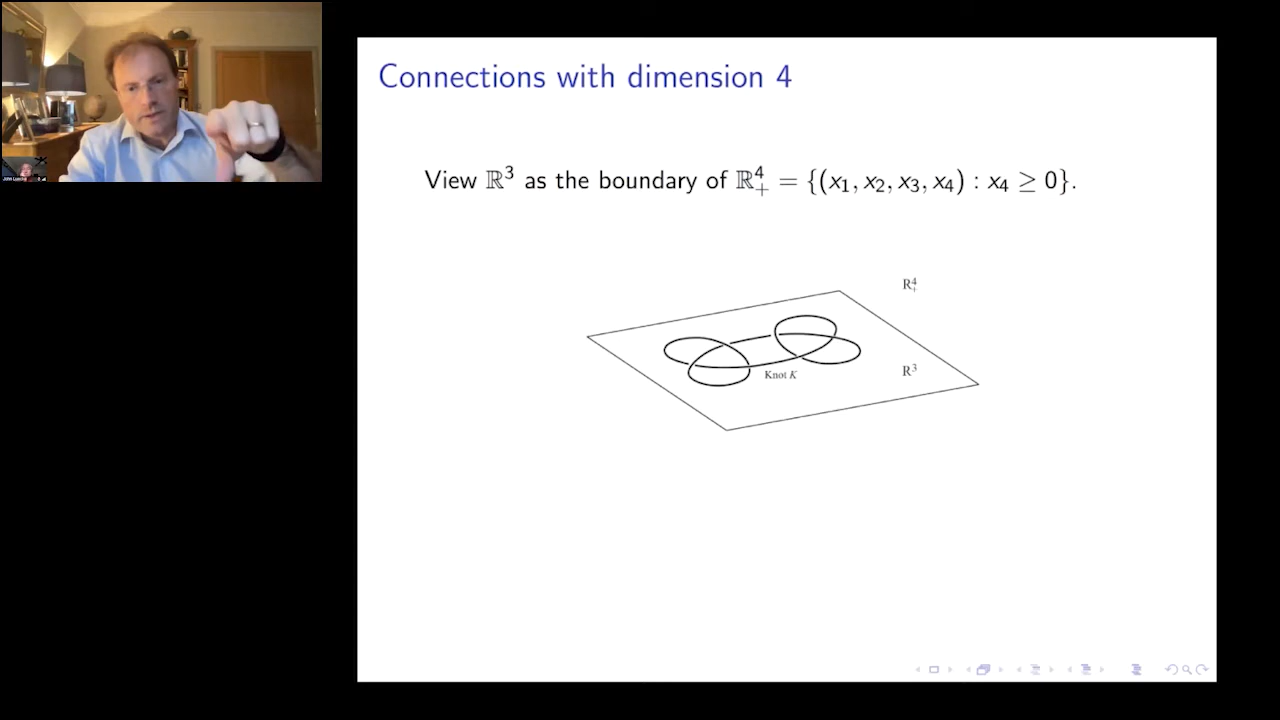 Connections with dimension 4
View ℝ³ as the boundary of ℝ⁴₊ = {(x₁, x₂, x₃, x₄) : x₄ ≥ 0}.
R⁴₊
R³
Knot K